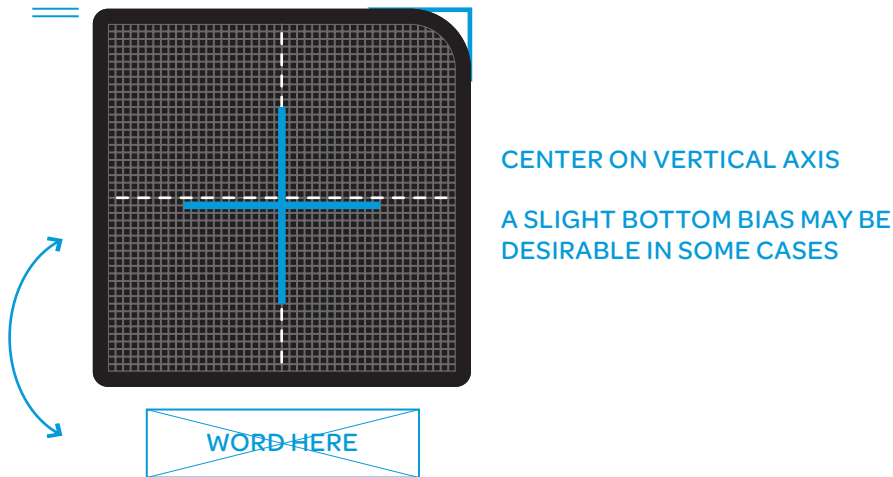 CENTER ON VERTICAL AXIS
A SLIGHT BOTTOM BIAS MAY BE
DESIRABLE IN SOME CASES
WORD HERE